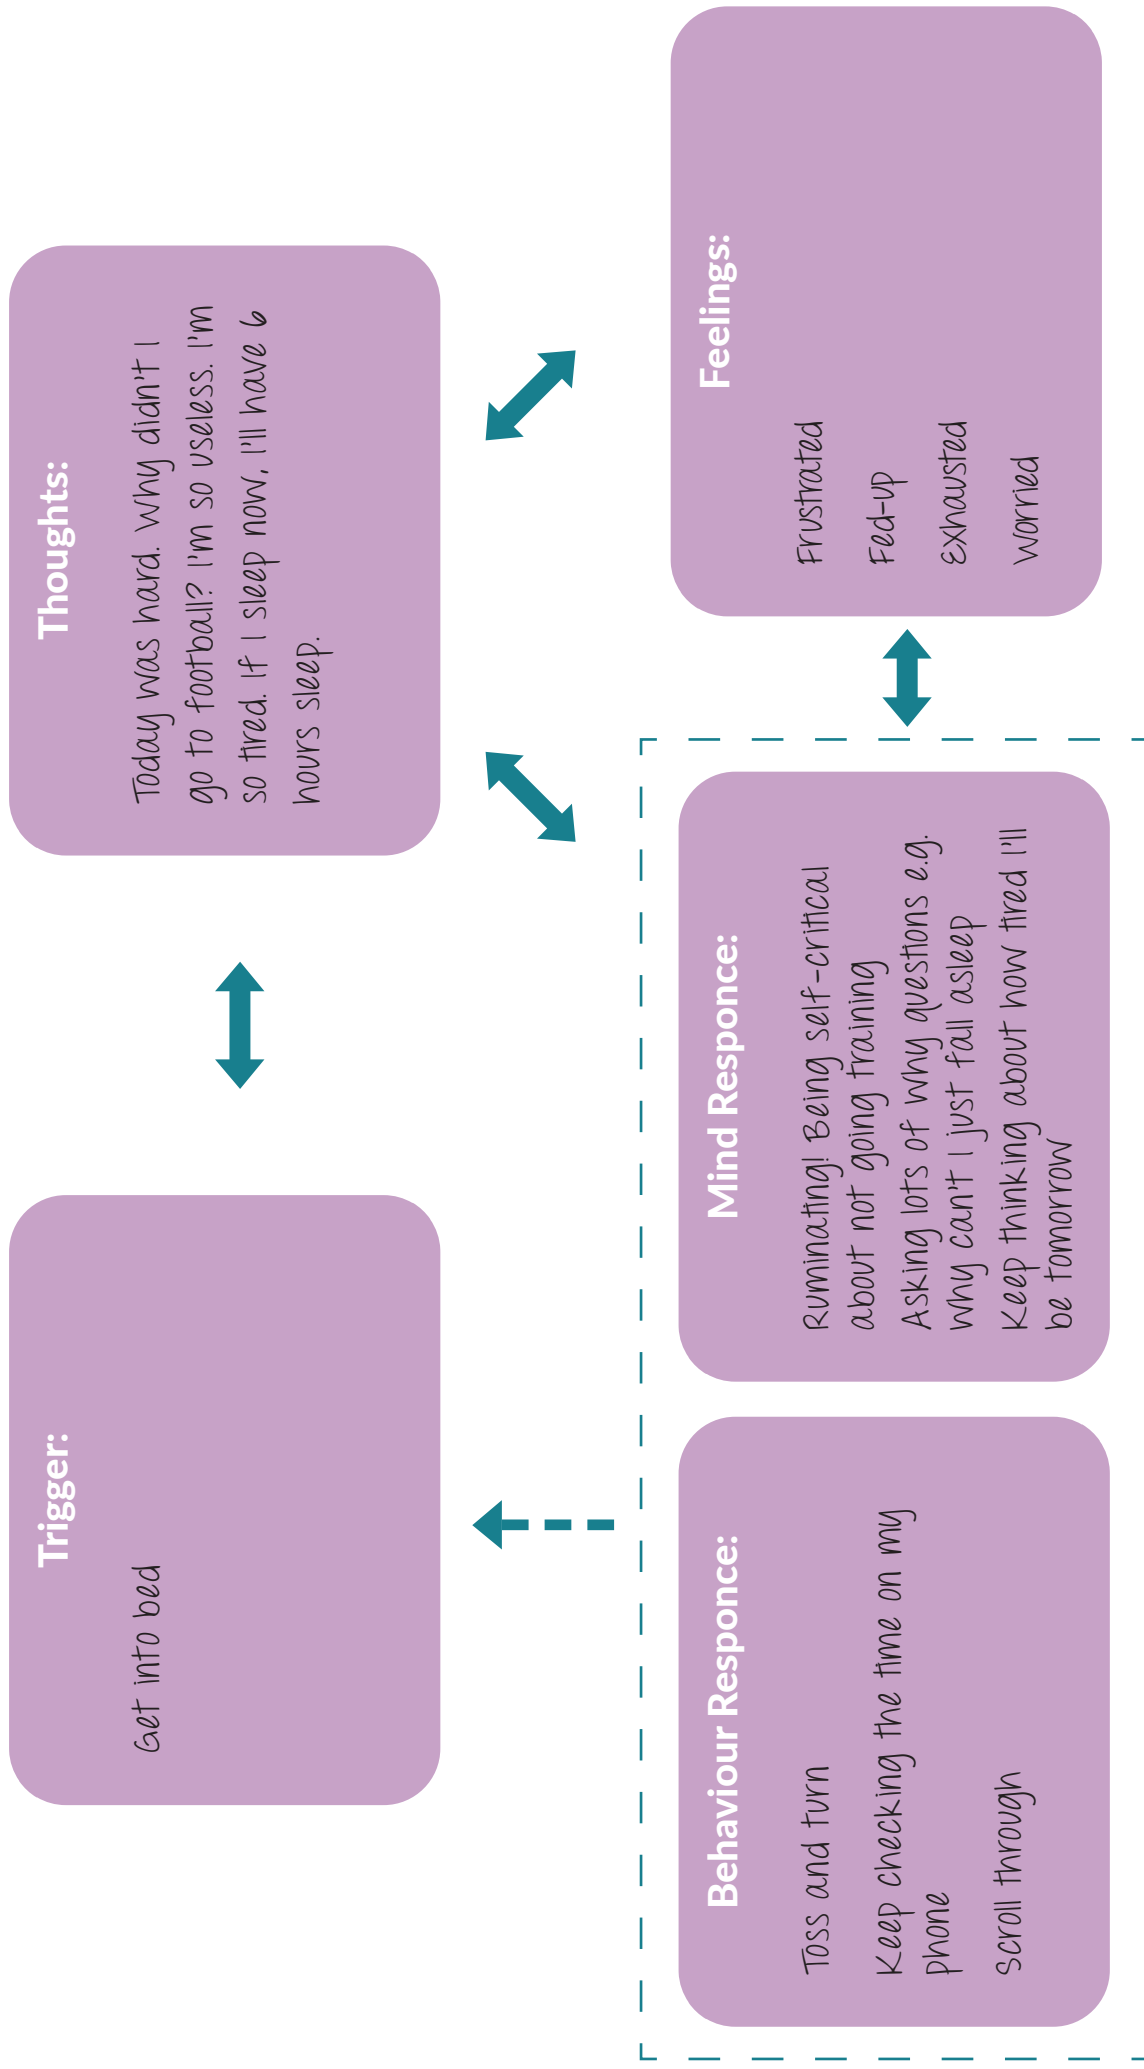 Trigger:
Get into bed
Thoughts:
Today was hard. Why didn't I
go to football? I'm so useless. I'm
so tired. If I sleep now, I'll have 6
hours sleep.
Behaviour Responce:
Toss and turn
Keep checking the time on my
phone
Scroll through
Mind Responce:
Ruminating! Being self-critical
about not going training
Asking lots of why questions e.g.
why can't I just fall asleep
Keep thinking about how tired I'll
be tomorrow
Feelings:
Frustrated
Fed-up
Exhausted
Worried